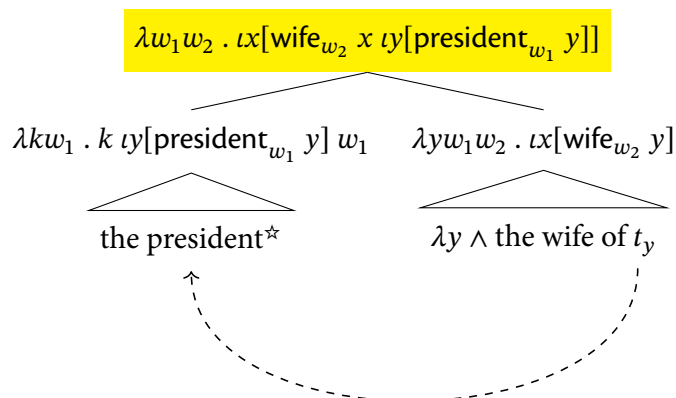 λw₁w₂ . ιx[wife_w₂ x ιy[president_w₁ y]]
λkw₁ . k ιy[president_w₁ y] w₁ λyw₁w₂ . ιx[wife_w₂ y]
the president☆ λy ∧ the wife of t_y